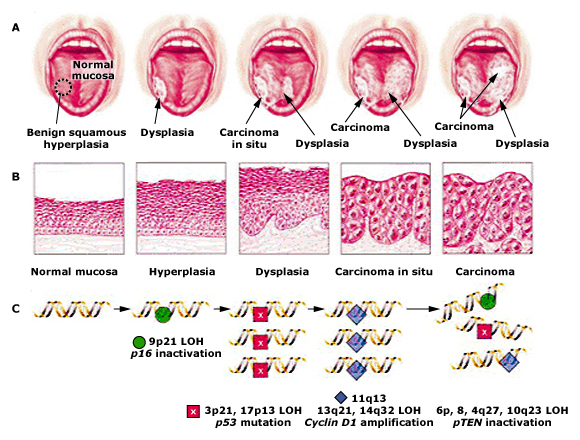 A
Normal
mucosa
Benign squamous
hyperplasia
Dysplasia
Carcinoma
in situ
Dysplasia
Carcinoma
Dysplasia
Carcinoma
Dysplasia
B
Normal mucosa
Hyperplasia
Dysplasia
Carcinoma in situ
Carcinoma
C
9p21 LOH
p16 inactivation
x
x
x
x
3p21, 17p13 LOH
p53 mutation
11q13
13q21, 14q32 LOH
Cyclin D1 amplification
6p, 8, 4q27, 10q23 LOH
pTEN inactivation
x